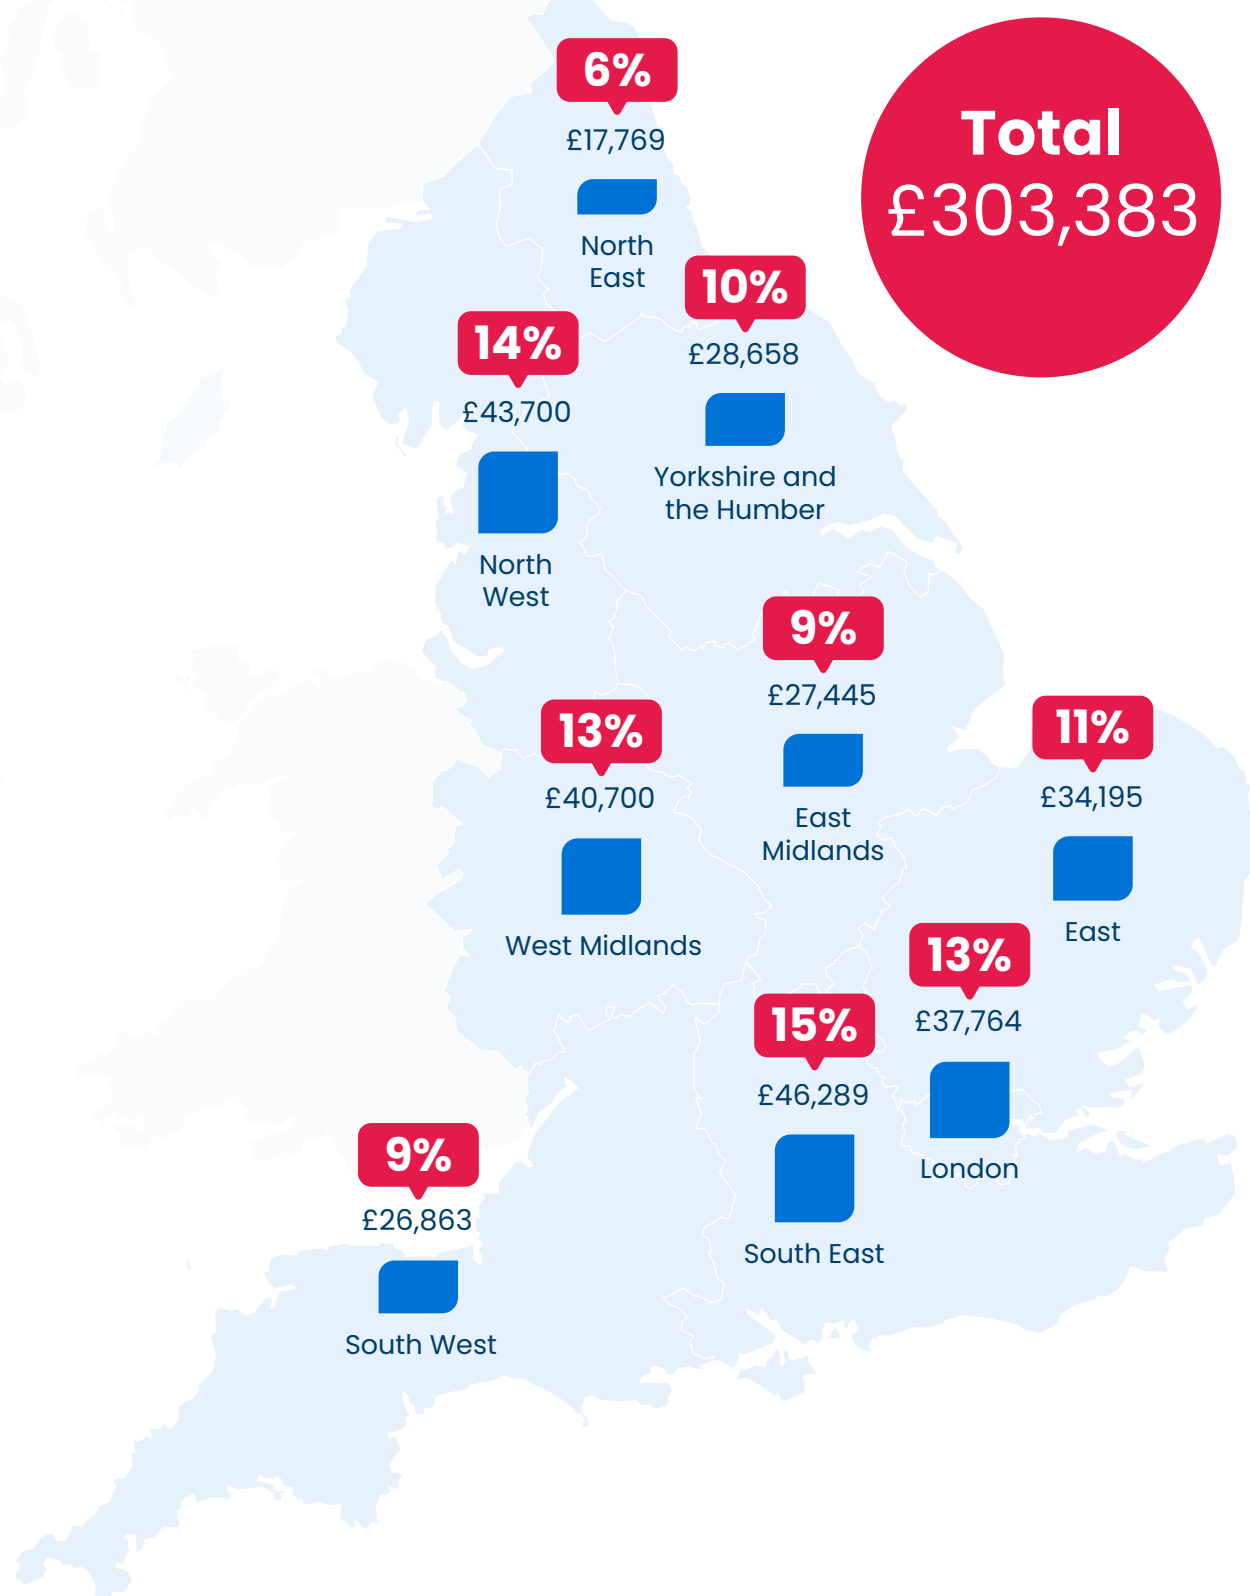 Total
£303,383
6%
£17,769
North
East
10%
£28,658
Yorkshire and
the Humber
14%
£43,700
North
West
9%
£27,445
East
Midlands
13%
£40,700
West Midlands
11%
£34,195
East
13%
£37,764
London
15%
£46,289
South East
9%
£26,863
South West